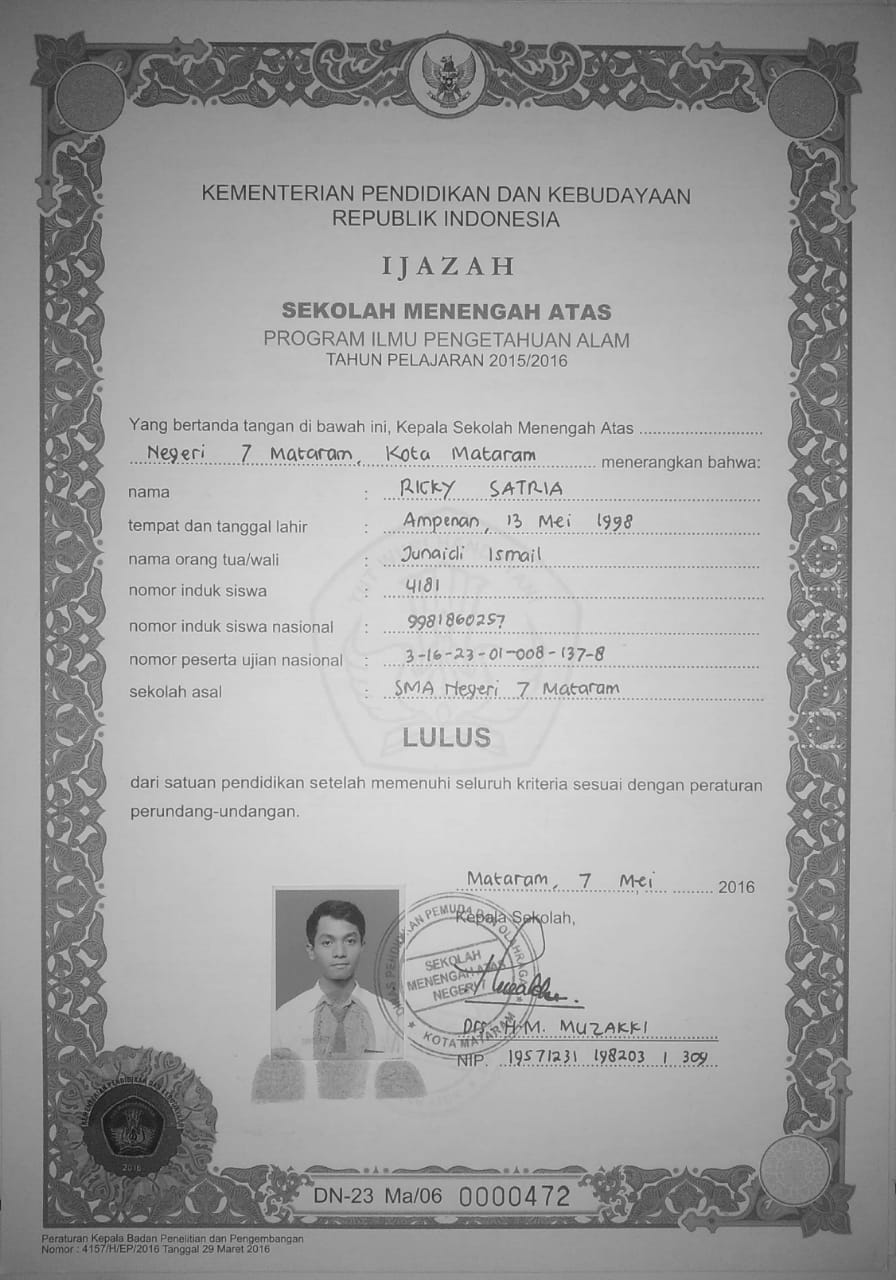 KEMENTERIAN PENDIDIKAN DAN KEBUDAYAAN
REPUBLIK INDONESIA
IJAZAH
SEKOLAH MENENGAH ATAS
PROGRAM ILMU PENGETAHUAN ALAM
TAHUN PELAJARAN 2015/2016
Yang bertanda tangan di bawah ini, Kepala Sekolah Menengah Atas
Negeri 7 Mataram, Kota Mataram menerangkan bahwa:
nama : RICKY SATRIA
tempat dan tanggal lahir : Ampenan, 13 Mei 1998
nama orang tua/wali : Junaidi Ismail
nomor induk siswa : 4181
nomor induk siswa nasional : 9981860257
nomor peserta ujian nasional : 3-16-23-01-008-137-8
sekolah asal : SMA Negeri 7 Mataram
LULUS
dari satuan pendidikan setelah memenuhi seluruh kriteria sesuai dengan peraturan
perundang-undangan.
Mataram, 7 Mei 2016
Kepala Sekolah,
SEKOLAH
MENENGAH ATAS
NEGERI
KOTA MATARAM
Drs. H.M. MUZAKKI
NIP. 19571231 198203 1 309
2016
DN-23 Ma/06 0000472
Peraturan Kepala Badan Penelitian dan Pengembangan
Nomor : 4157/H/EP/2016 Tanggal 29 Maret 2016